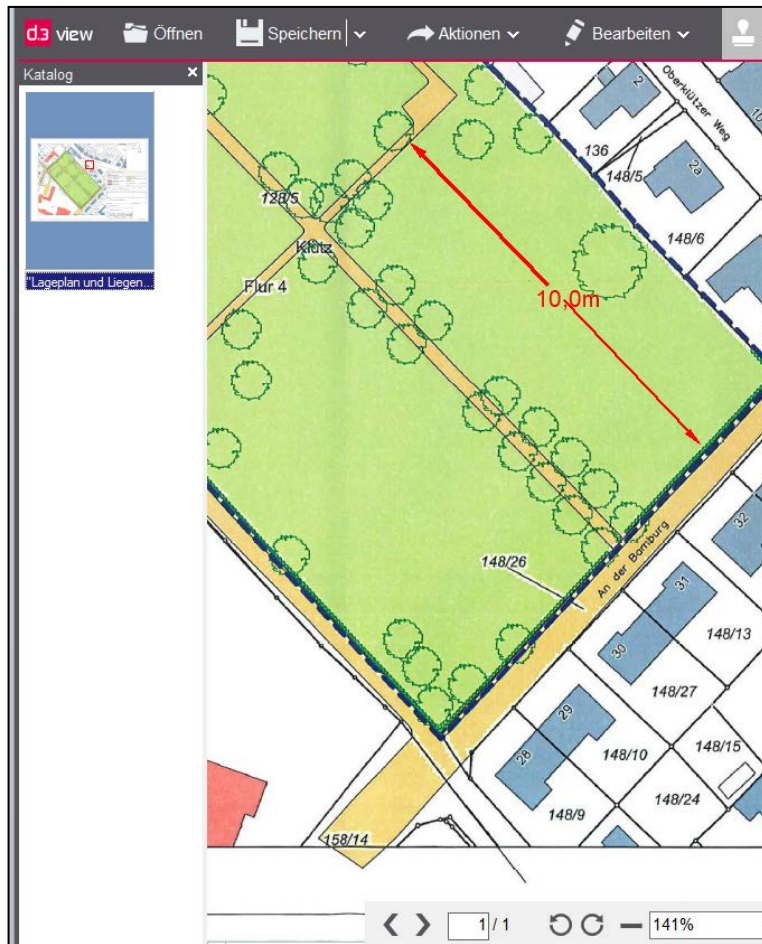 d.3 view Öffnen Speichern Aktionen Bearbeiten
Katalog
"Lageplan und Liegen...
Oberklützer Weg
2
10
136
148/5
2a
128/5
148/6
Klütz
Flur 4
10,0m
32
An der Bomburg
148/26
31
148/13
30
148/27
29
148/15
28
148/10
148/24
148/9
158/14
1 / 1
141%